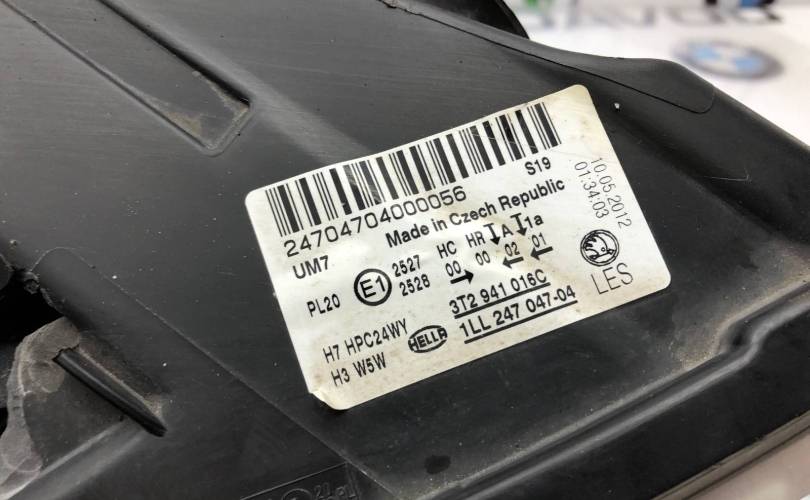 S19
24704704000056
Made in Czech Republic
10.05.2012
01:34:03
UM7
HC HR A 1a
PL20 E1 2527 00 00 02 01
2528
3T2 941 016C
LES
H7 HPC24WY
HELLA
1LL 247 047-04
H3 W5W